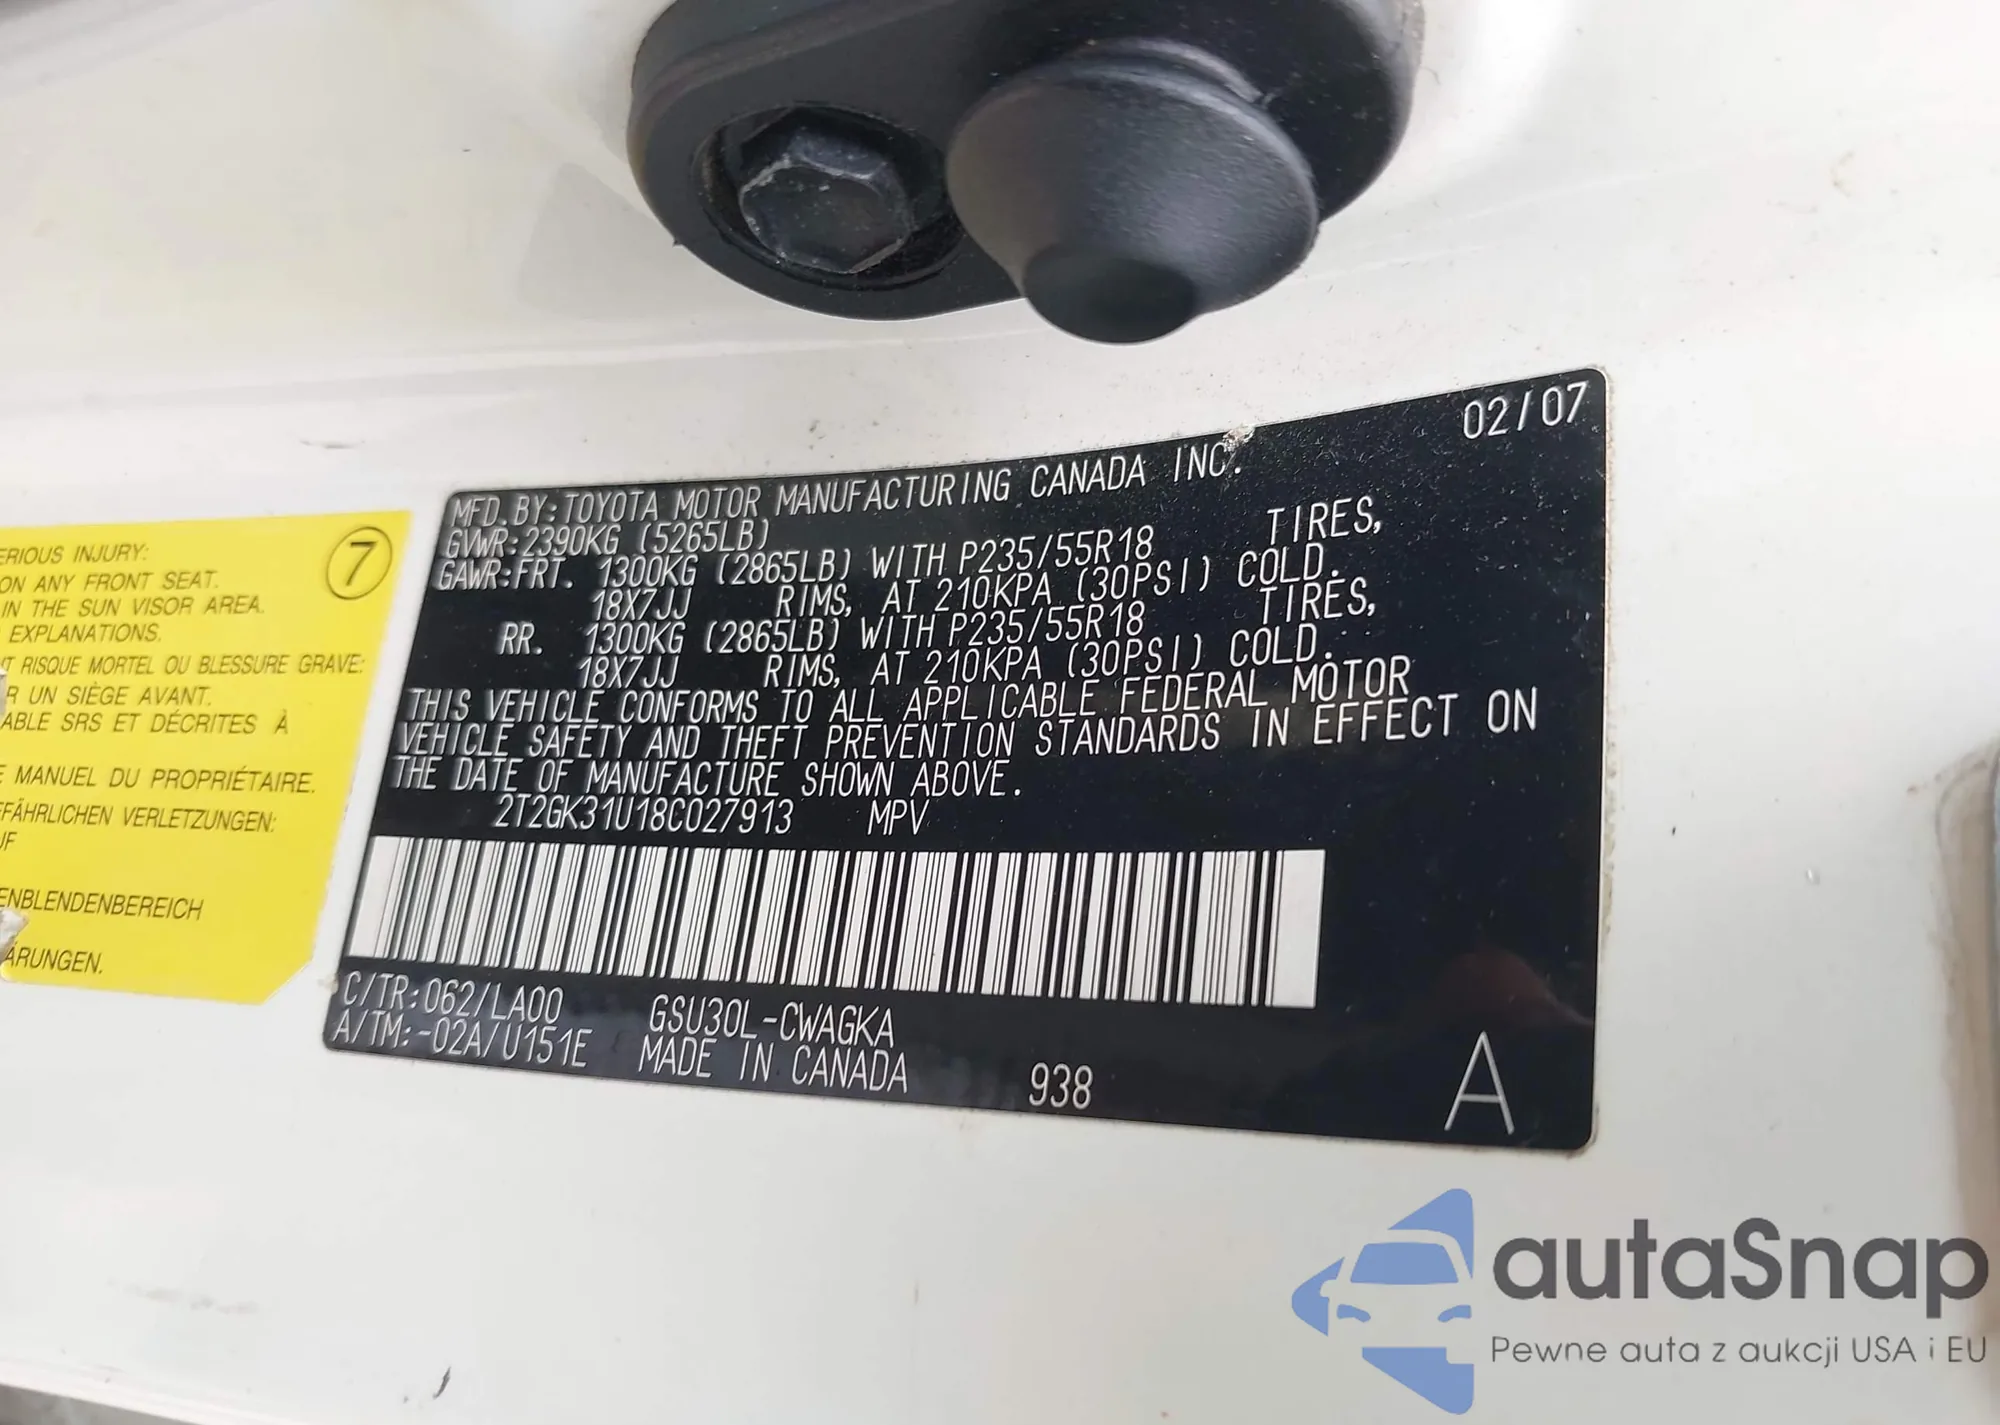 ERIOUS INJURY:
ON ANY FRONT SEAT.
IN THE SUN VISOR AREA.
EXPLANATIONS.
T RISQUE MORTEL OU BLESSURE GRAVE:
R UN SIÈGE AVANT.
ABLE SRS ET DÉCRITES À
E MANUEL DU PROPRIÉTAIRE.
EFÄHRLICHEN VERLETZUNGEN:
UF
ENBLENDENBEREICH
ÄRUNGEN.
7
02/07
MFD. BY: TOYOTA MOTOR MANUFACTURING CANADA INC.
GVWR: 2390KG (5265LB)
GAWR: FRT. 1300KG (2865LB) WITH P235/55R18 TIRES,
18X7JJ RIMS, AT 210KPA (30PSI) COLD.
RR. 1300KG (2865LB) WITH P235/55R18 TIRES,
18X7JJ RIMS, AT 210KPA (30PSI) COLD.
THIS VEHICLE CONFORMS TO ALL APPLICABLE FEDERAL MOTOR
VEHICLE SAFETY AND THEFT PREVENTION STANDARDS IN EFFECT ON
THE DATE OF MANUFACTURE SHOWN ABOVE.
2T2GK31U18C027913 MPV
C/TR: 062/LA00 GSU30L-CWAGKA
A/TM: -02A/U151E MADE IN CANADA 938 A
autaSnap
Pewne auta z aukcji USA i EU